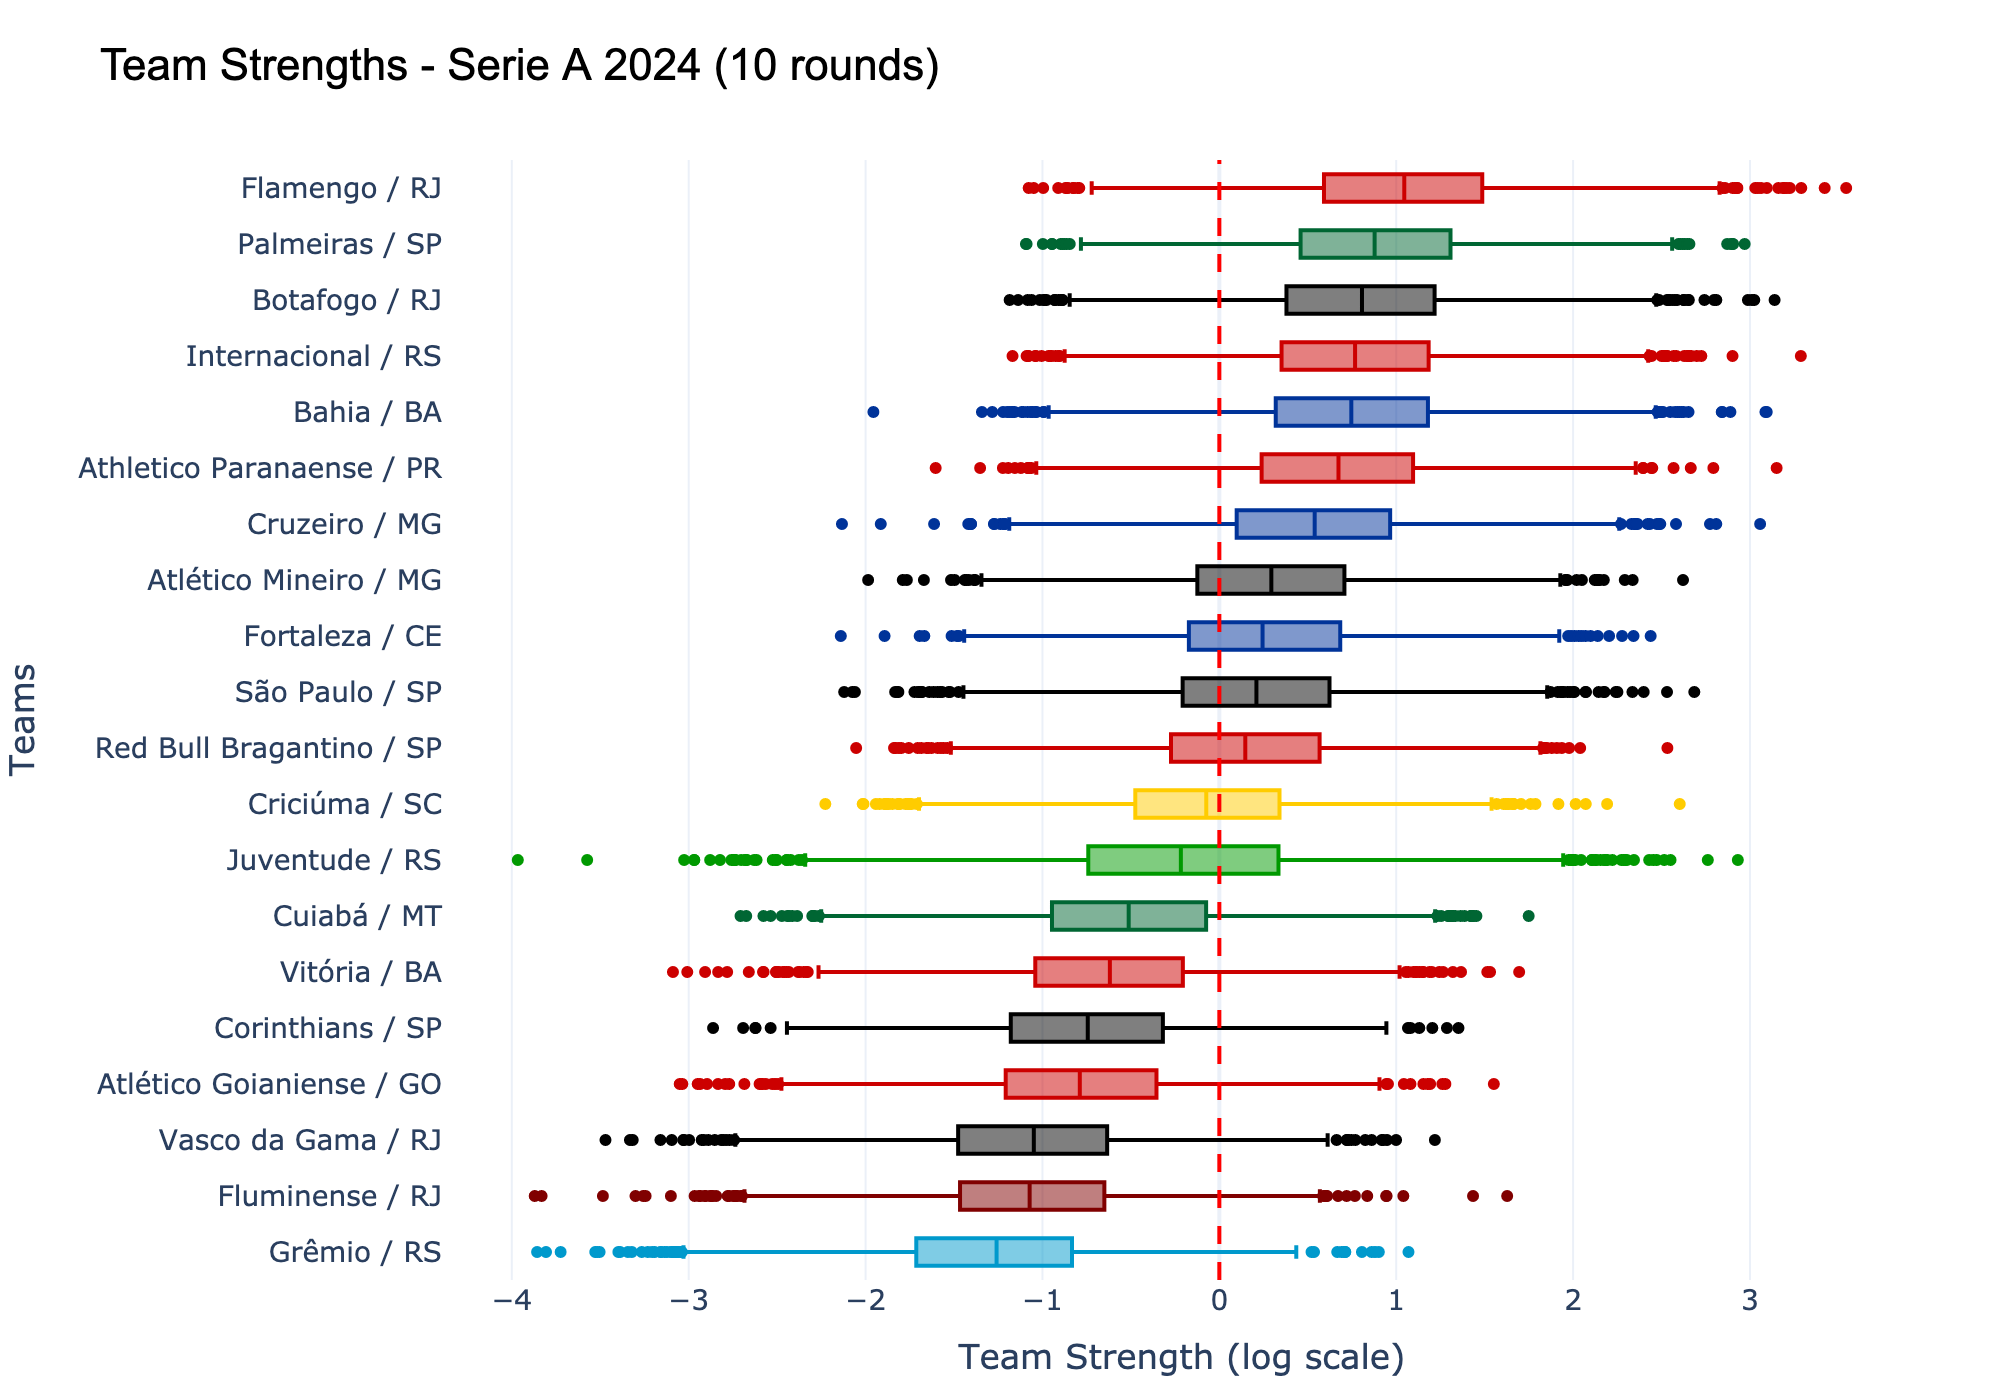 Team Strengths - Serie A 2024 (10 rounds)
Teams
Flamengo / RJ
Palmeiras / SP
Botafogo / RJ
Internacional / RS
Bahia / BA
Athletico Paranaense / PR
Cruzeiro / MG
Atlético Mineiro / MG
Fortaleza / CE
São Paulo / SP
Red Bull Bragantino / SP
Criciúma / SC
Juventude / RS
Cuiabá / MT
Vitória / BA
Corinthians / SP
Atlético Goianiense / GO
Vasco da Gama / RJ
Fluminense / RJ
Grêmio / RS
−4 −3 −2 −1 0 1 2 3
Team Strength (log scale)